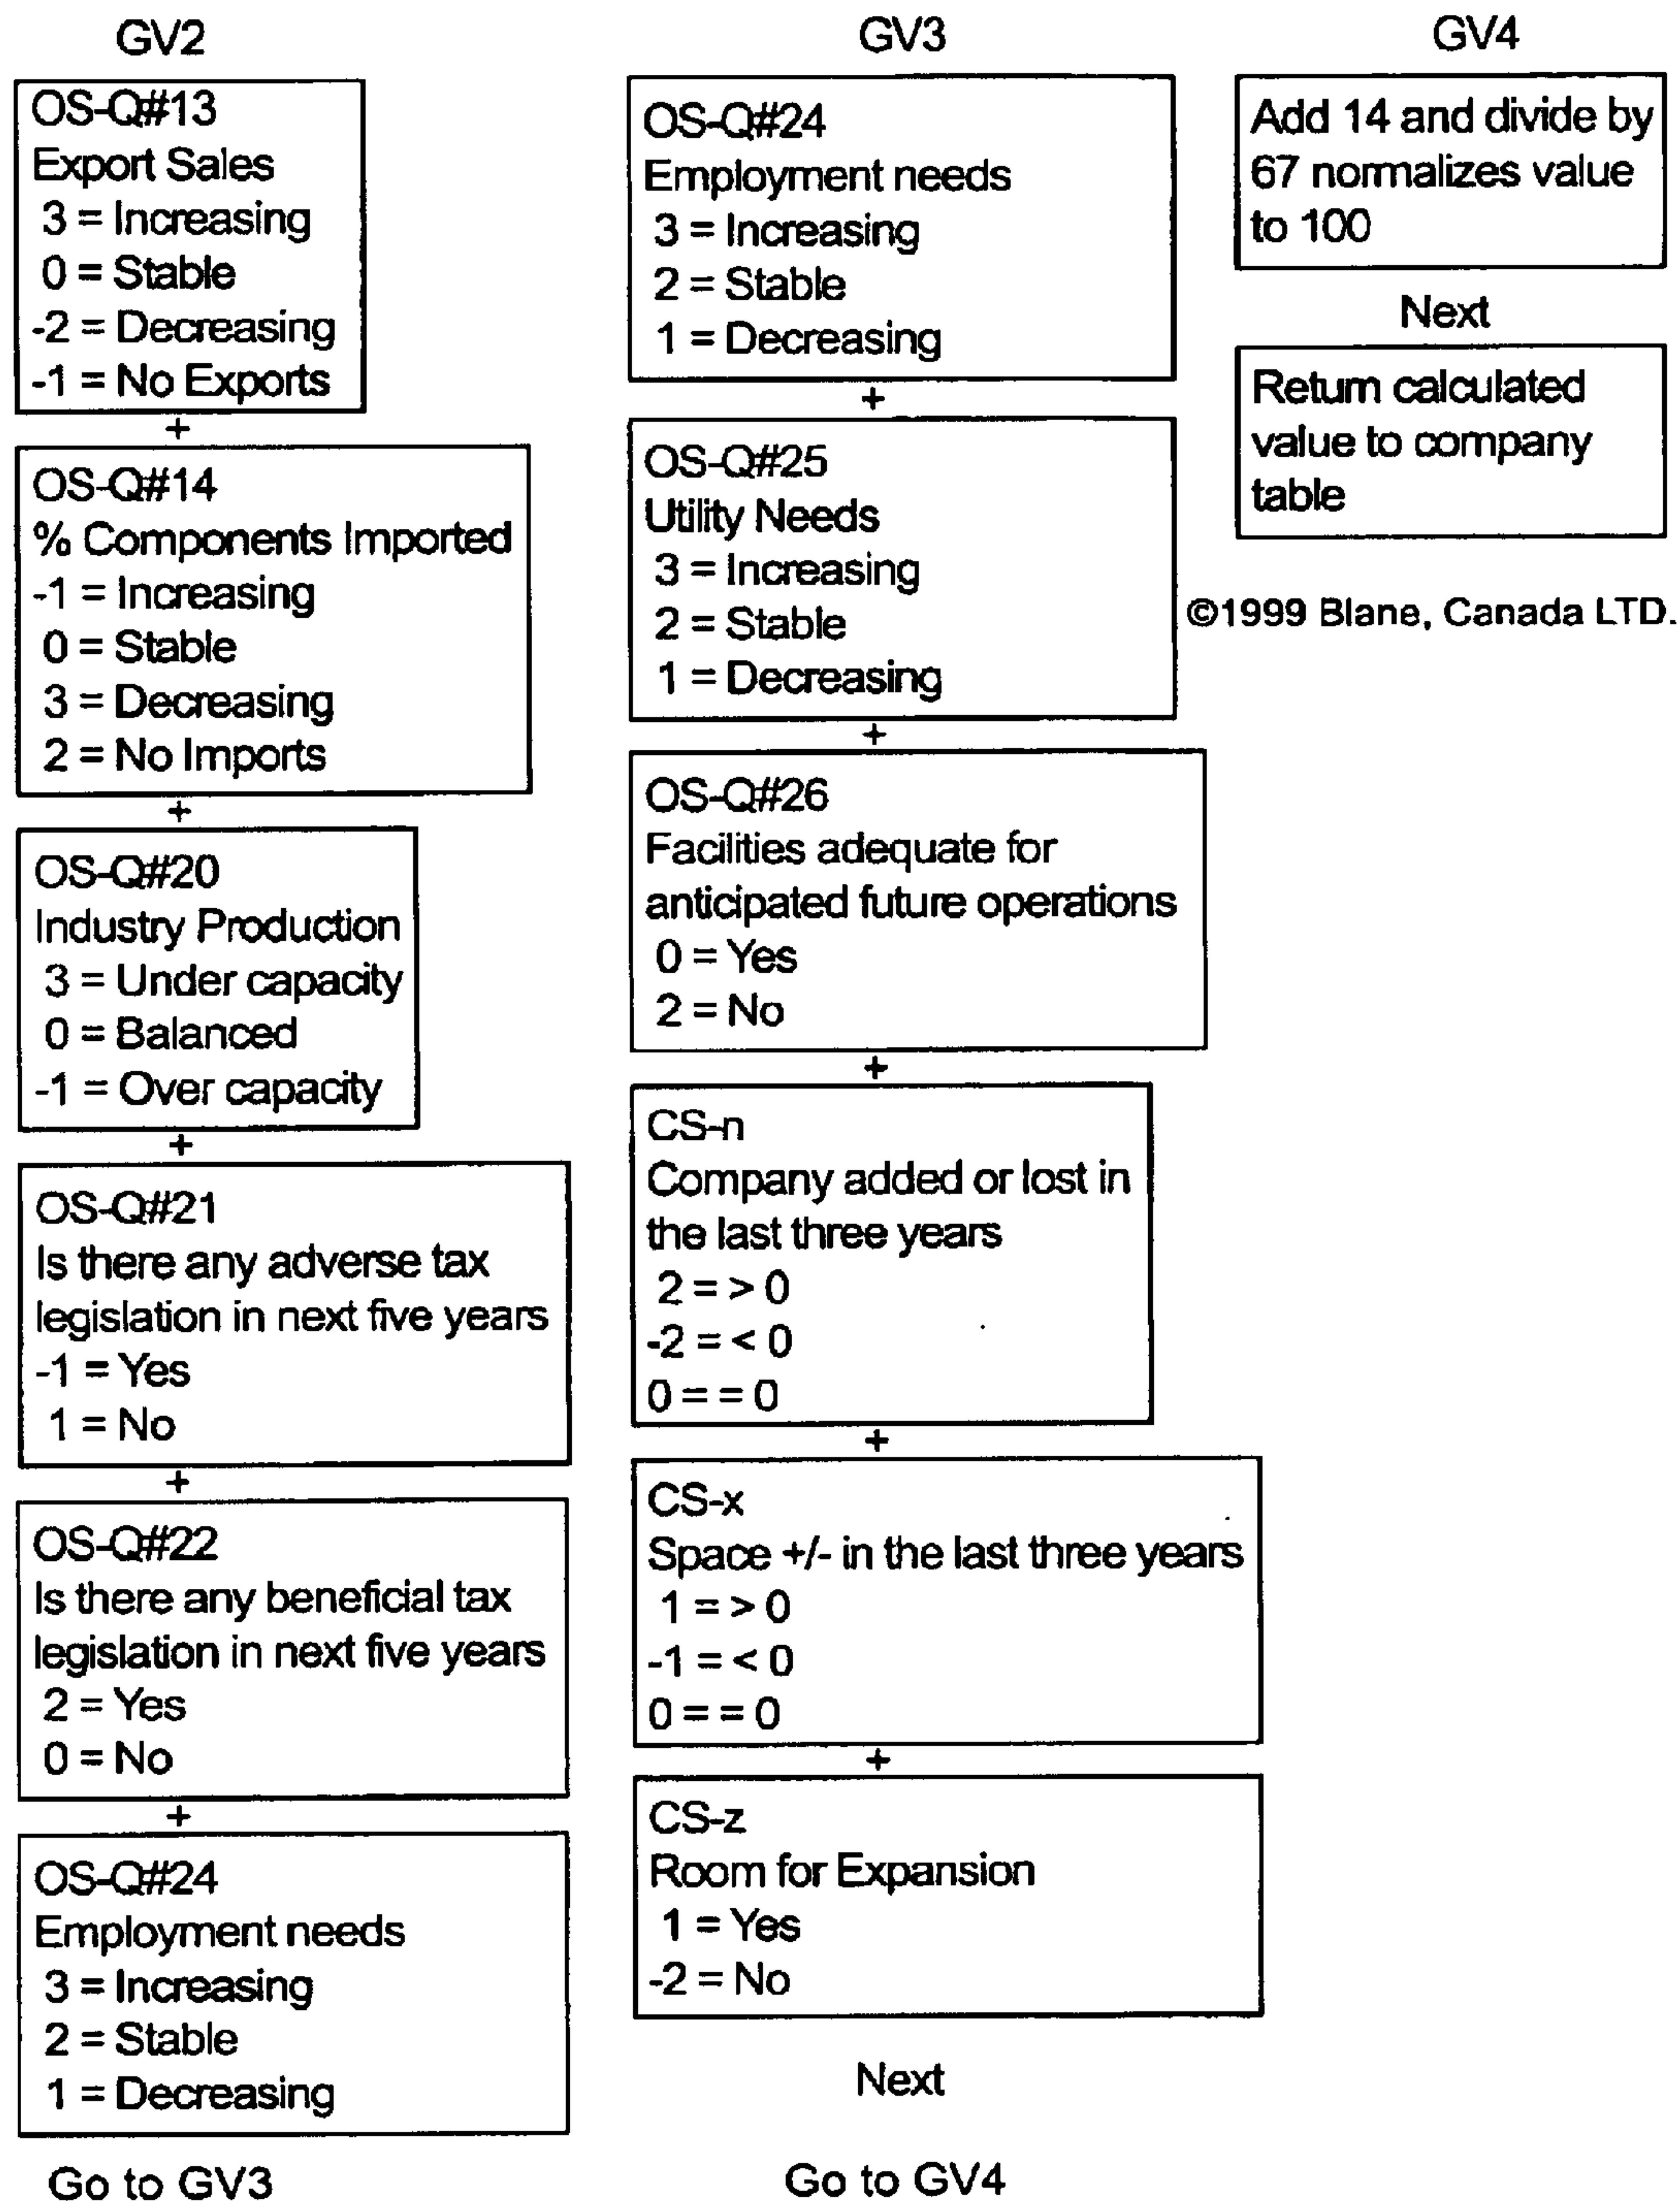 GV2
OS-Q#13
Export Sales
3 = Increasing
0 = Stable
-2 = Decreasing
-1 = No Exports
+
OS-Q#14
% Components Imported
-1 = Increasing
0 = Stable
3 = Decreasing
2 = No Imports
+
OS-Q#20
Industry Production
3 = Under capacity
0 = Balanced
-1 = Over capacity
+
OS-Q#21
Is there any adverse tax
legislation in next five years
-1 = Yes
1 = No
+
OS-Q#22
Is there any beneficial tax
legislation in next five years
2 = Yes
0 = No
+
OS-Q#24
Employment needs
3 = Increasing
2 = Stable
1 = Decreasing
Go to GV3
GV3
OS-Q#24
Employment needs
3 = Increasing
2 = Stable
1 = Decreasing
+
OS-Q#25
Utility Needs
3 = Increasing
2 = Stable
1 = Decreasing
+
OS-Q#26
Facilities adequate for
anticipated future operations
0 = Yes
2 = No
+
CS-n
Company added or lost in
the last three years
2 = > 0
-2 = < 0
0 = = 0
+
CS-x
Space +/- in the last three years
1 = > 0
-1 = < 0
0 = = 0
+
CS-z
Room for Expansion
1 = Yes
-2 = No
Next
Go to GV4
GV4
Add 14 and divide by
67 normalizes value
to 100
Next
Return calculated
value to company
table
©1999 Blane, Canada LTD.